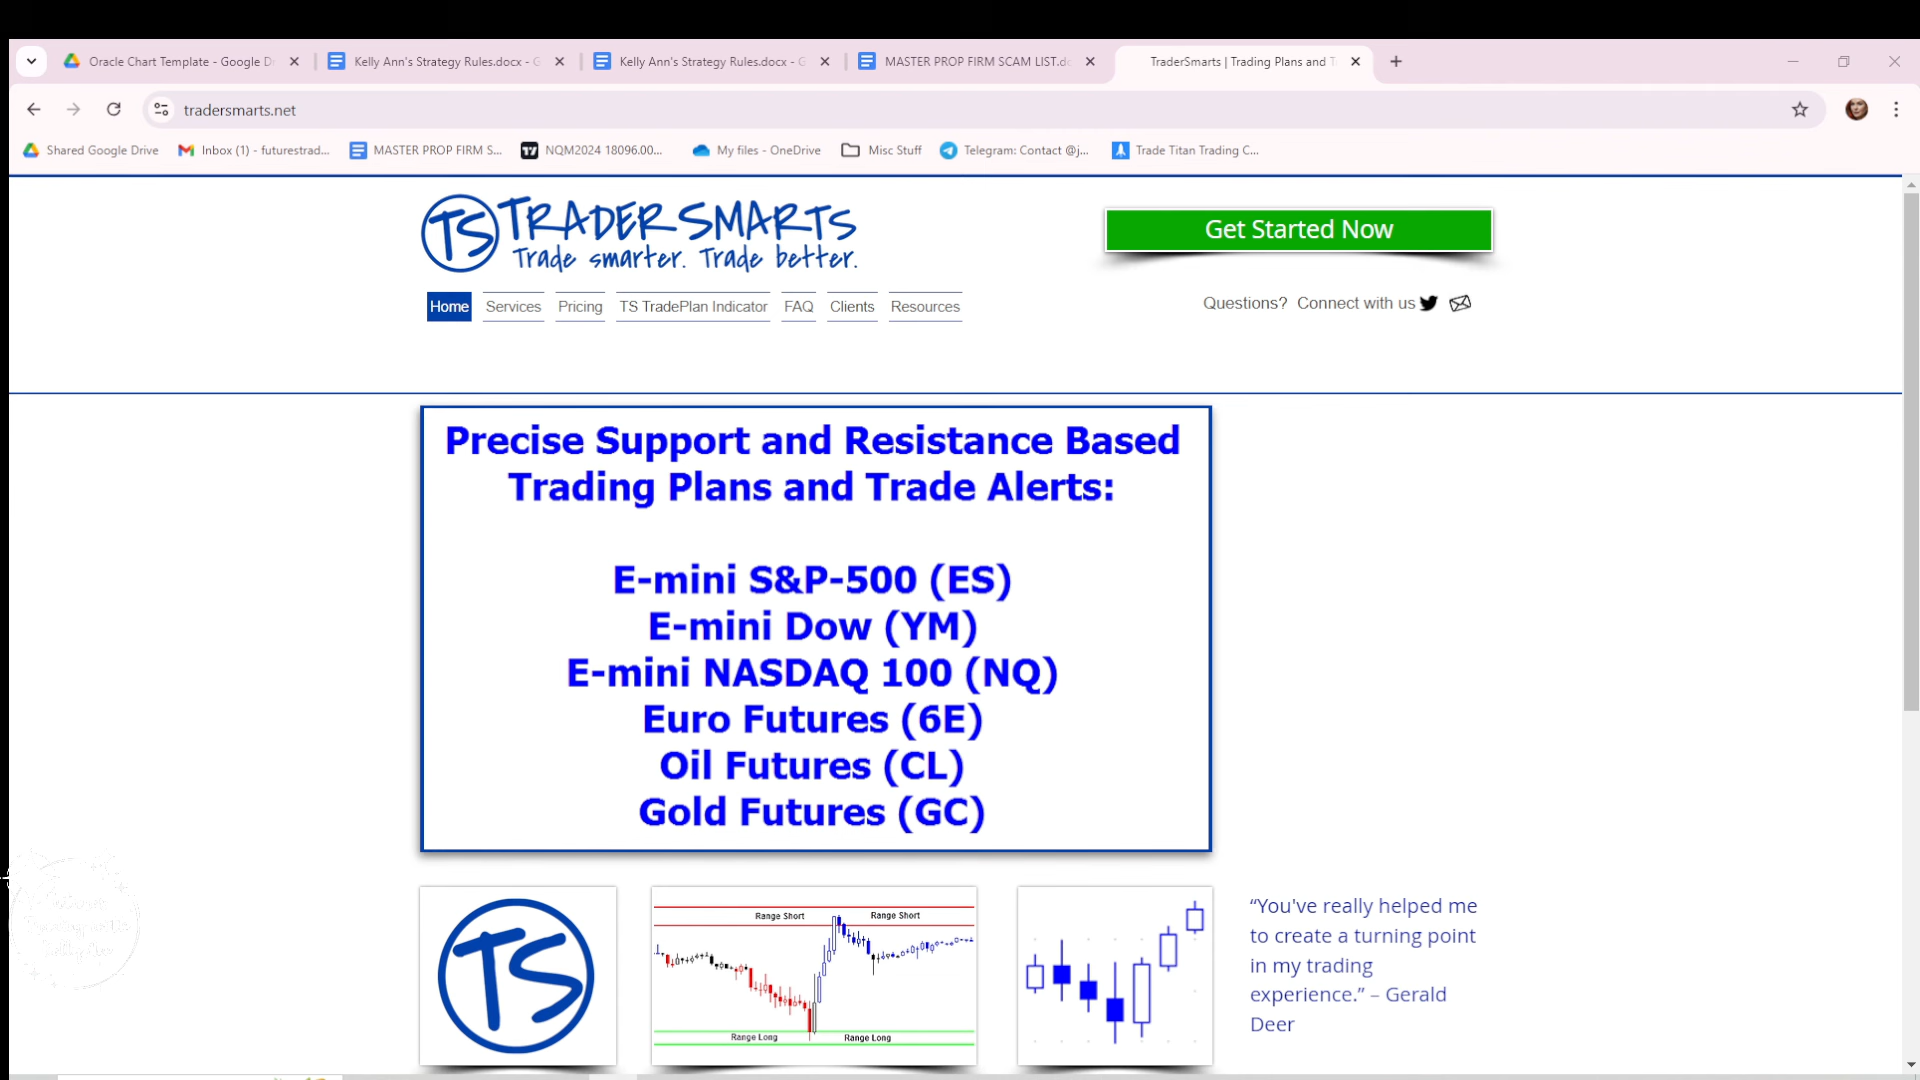 Oracle Chart Template - Google D
Kelly Ann's Strategy Rules.docx - G
Kelly Ann's Strategy Rules.docx - G
MASTER PROP FIRM SCAM LIST.dc
TraderSmarts | Trading Plans and T
tradersmarts.net
Shared Google Drive
Inbox (1) - futurestrad...
MASTER PROP FIRM S...
NQM2024 18096.00...
My files - OneDrive
Misc Stuff
Telegram: Contact @j...
Trade Titan Trading C...
TS TRADER SMARTS
Trade smarter. Trade better.
Get Started Now
Home
Services
Pricing
TS TradePlan Indicator
FAQ
Clients
Resources
Questions? Connect with us
Precise Support and Resistance Based
Trading Plans and Trade Alerts:
E-mini S&P-500 (ES)
E-mini Dow (YM)
E-mini NASDAQ 100 (NQ)
Euro Futures (6E)
Oil Futures (CL)
Gold Futures (GC)
TS
Range Short
Range Short
Range Long
Range Long
“You've really helped me
to create a turning point
in my trading
experience.” – Gerald
Deer